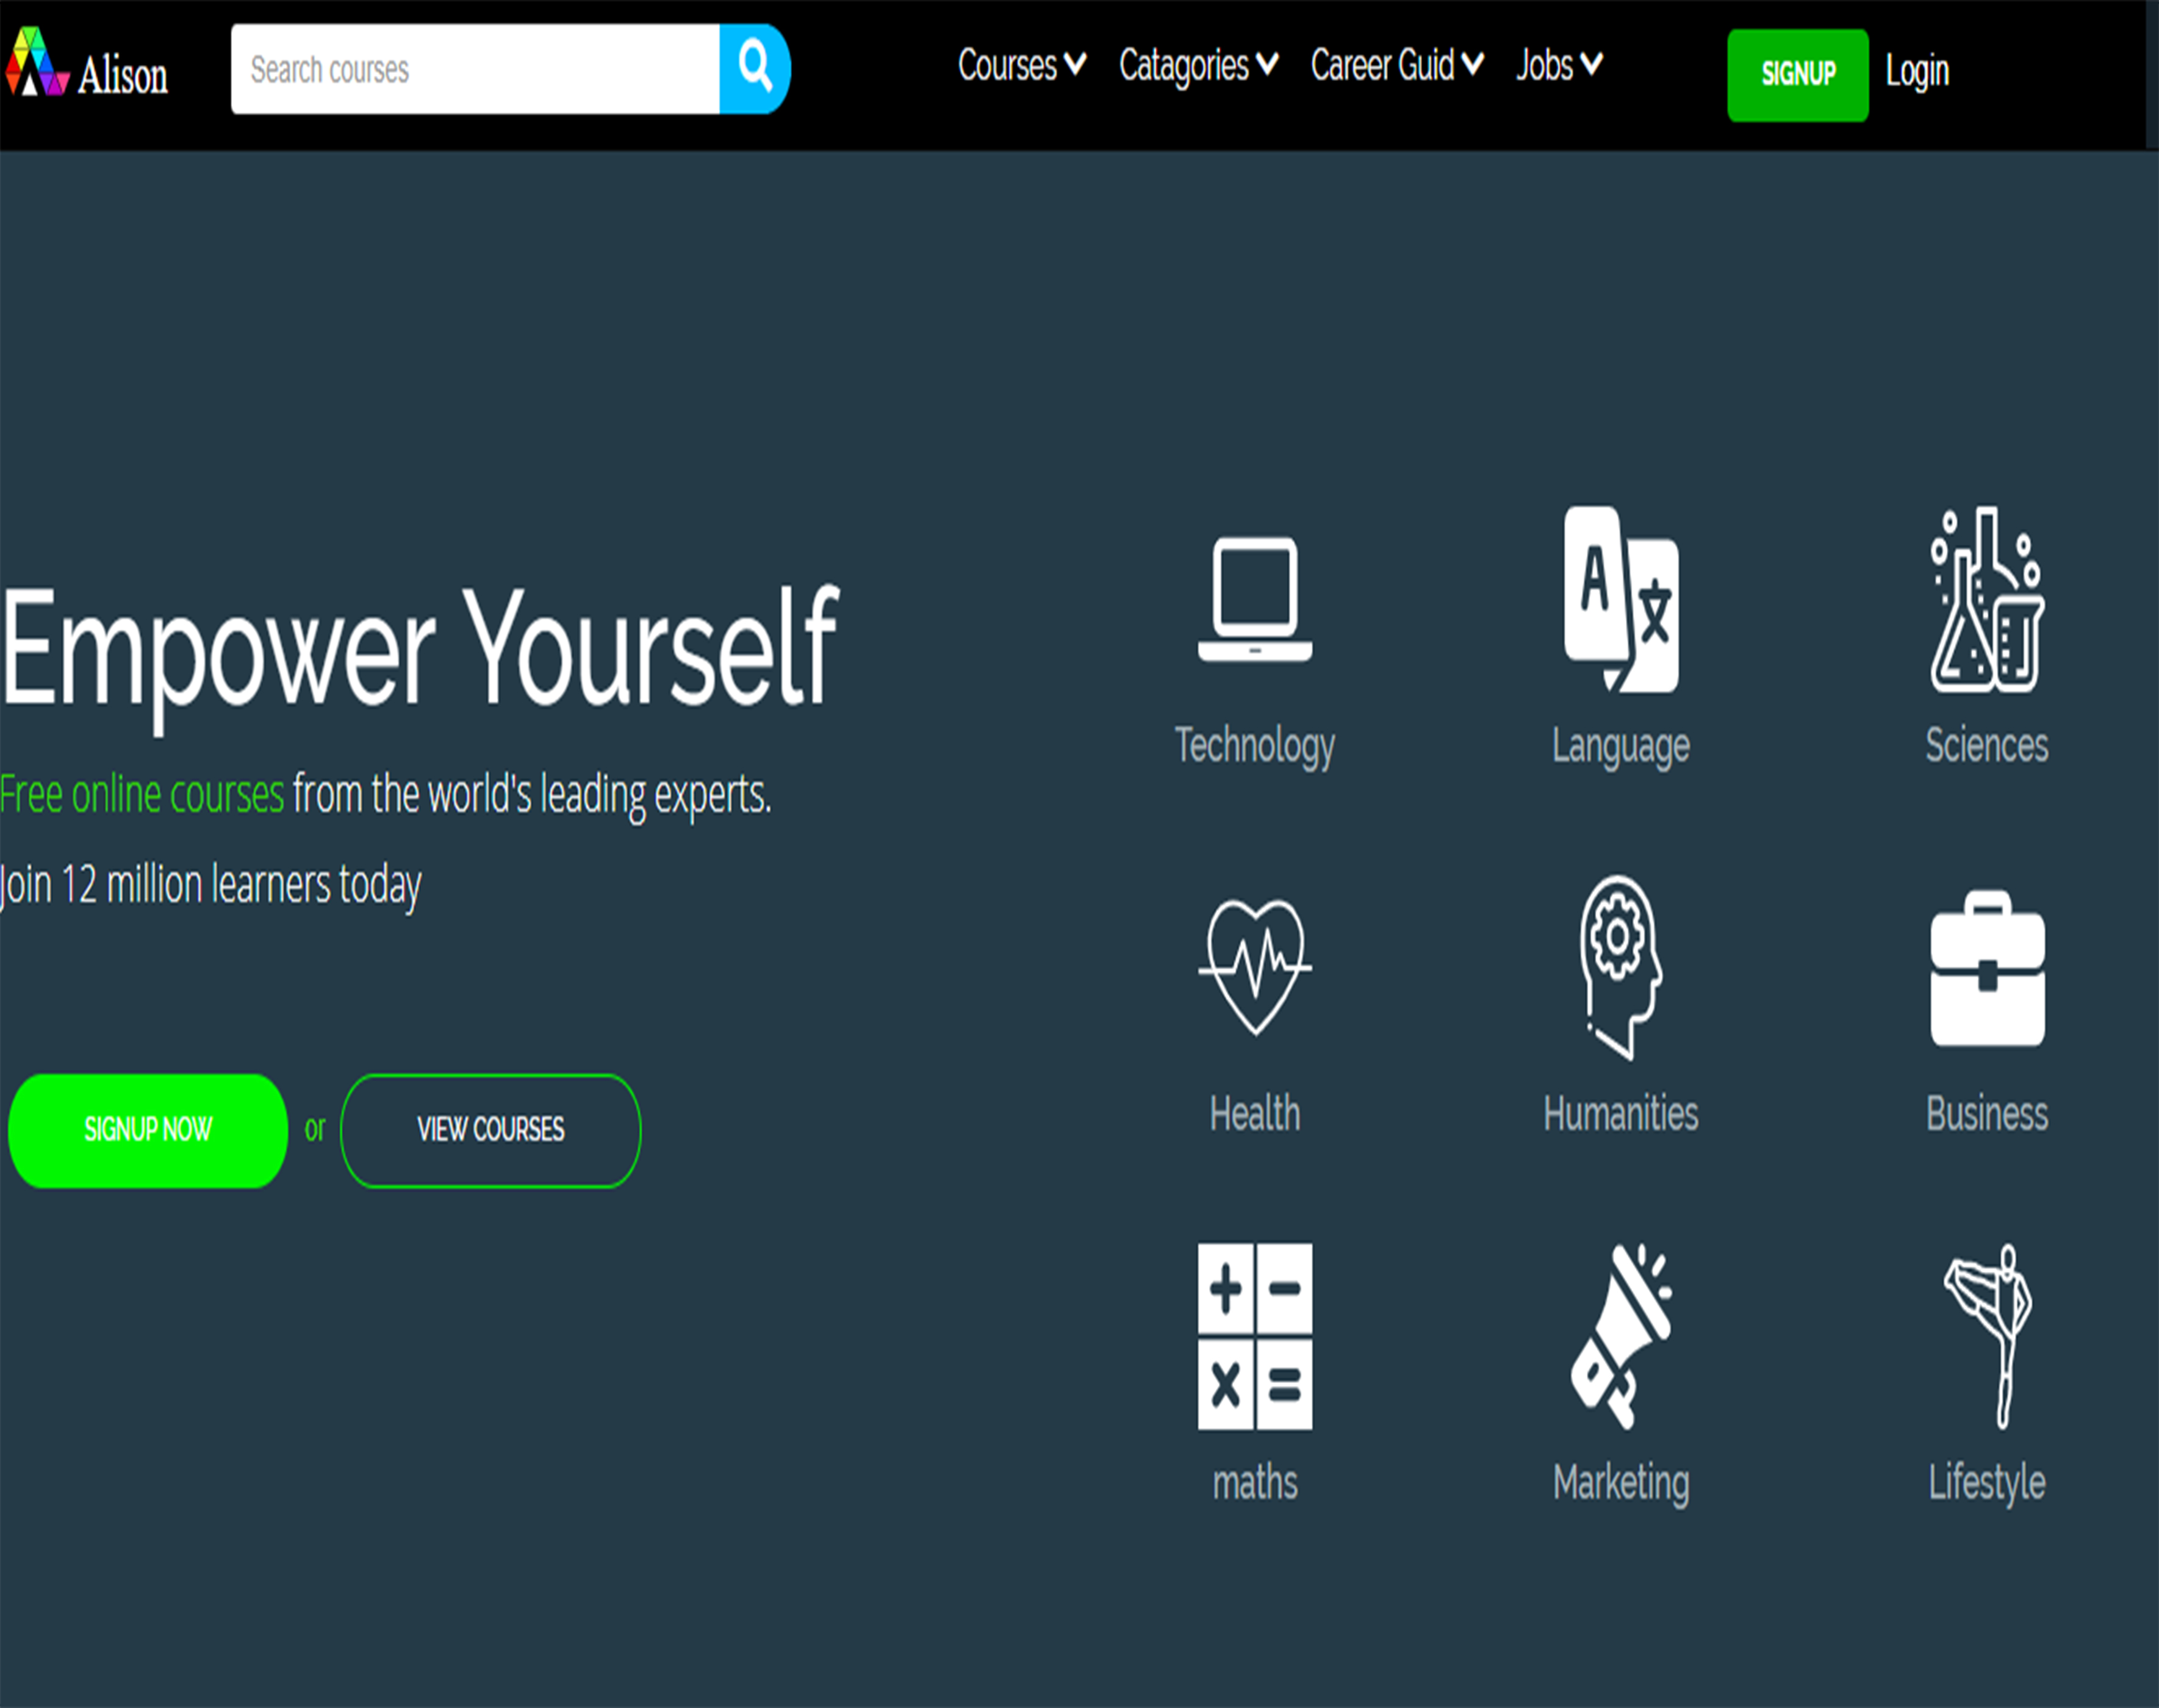 Alison
Search courses
Courses Catagories Career Guid Jobs
SIGNUP Login
Empower Yourself
Free online courses from the world's leading experts.
Join 12 million learners today
SIGNUP NOW or VIEW COURSES
A 文
Technology Language Sciences
Health Humanities Business
+ −
× =
maths Marketing Lifestyle